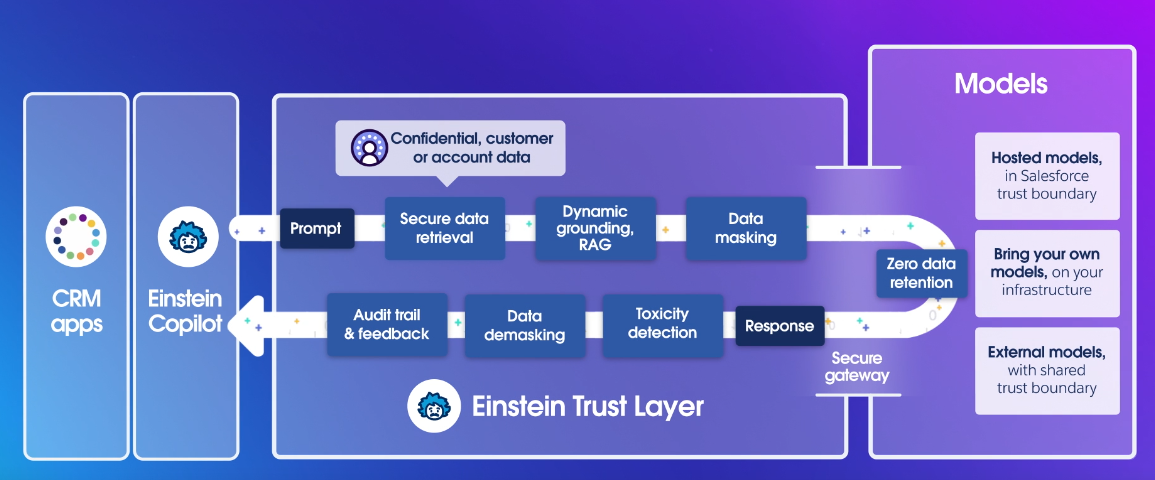 Models
Confidential, customer
or account data
Hosted models,
in Salesforce
trust boundary
Prompt
Secure data
retrieval
Dynamic
grounding,
RAG
Data
masking
Zero data
retention
Bring your own
models, on your
infrastructure
CRM
apps
Einstein
Copilot
Audit trail
& feedback
Data
demasking
Toxicity
detection
Response
Secure
gateway
External models,
with shared
trust boundary
Einstein Trust Layer